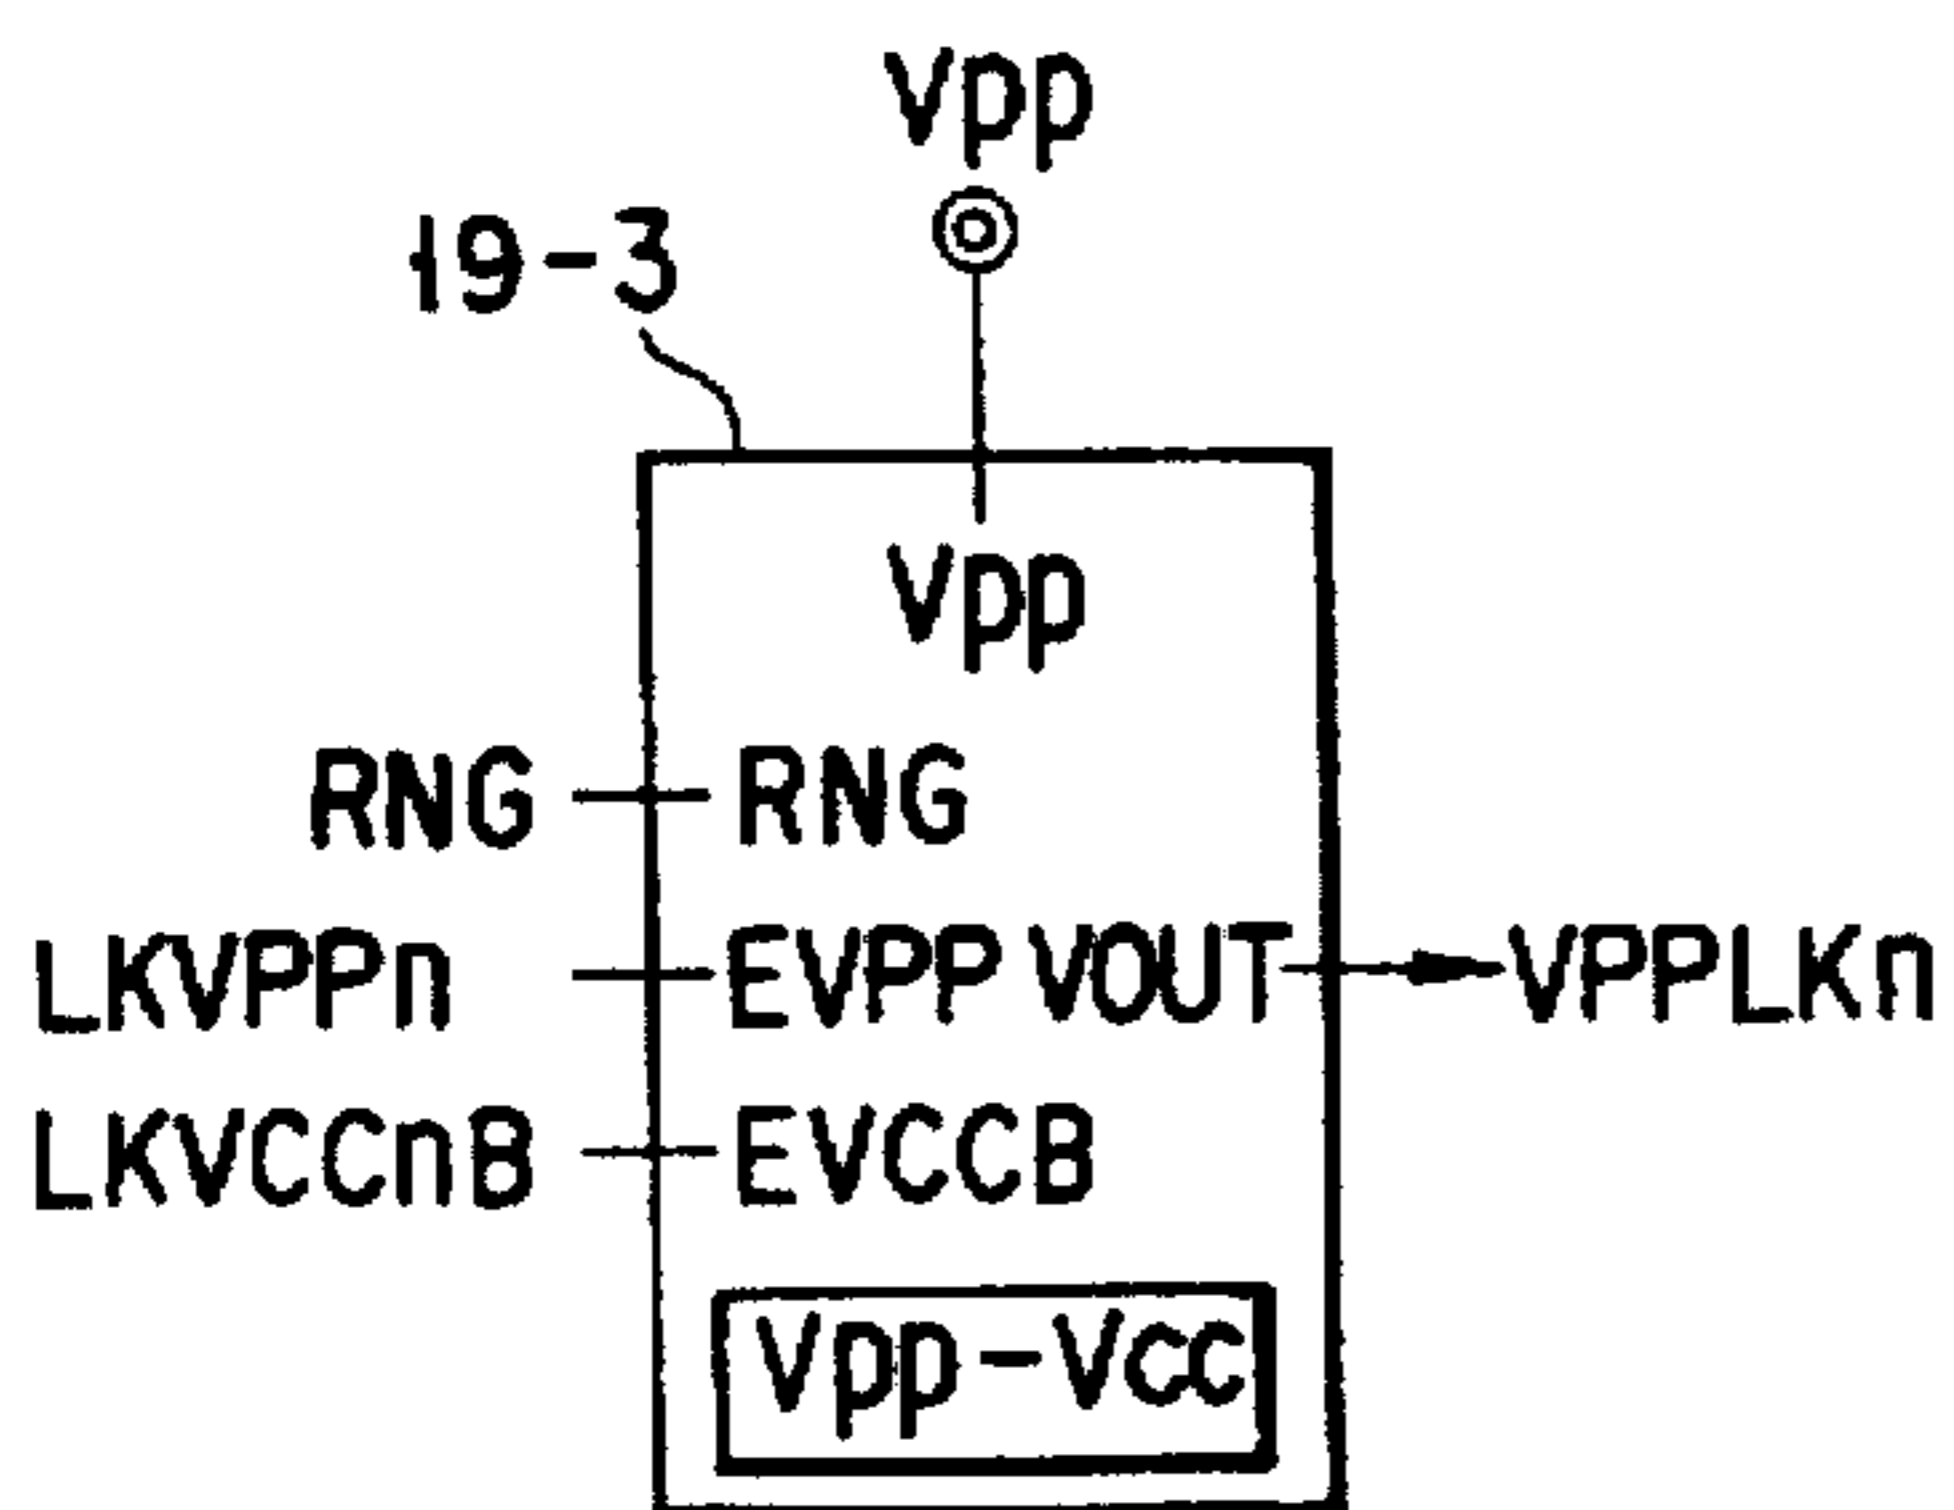 Vpp
19-3
Vpp
RNG RNG
LKVPPn EVPP VOUT VPPLKn
LKVCCnB EVCCB
Vpp-Vcc